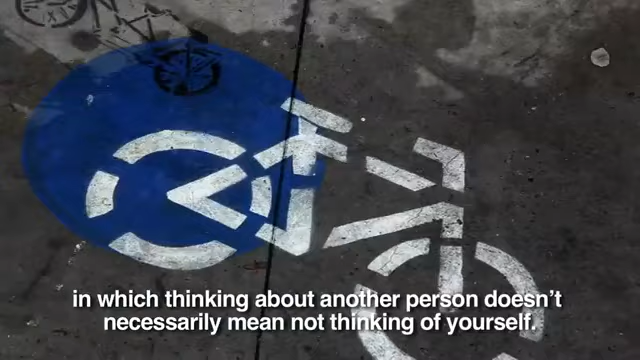 in which thinking about another person doesn't
necessarily mean not thinking of yourself.